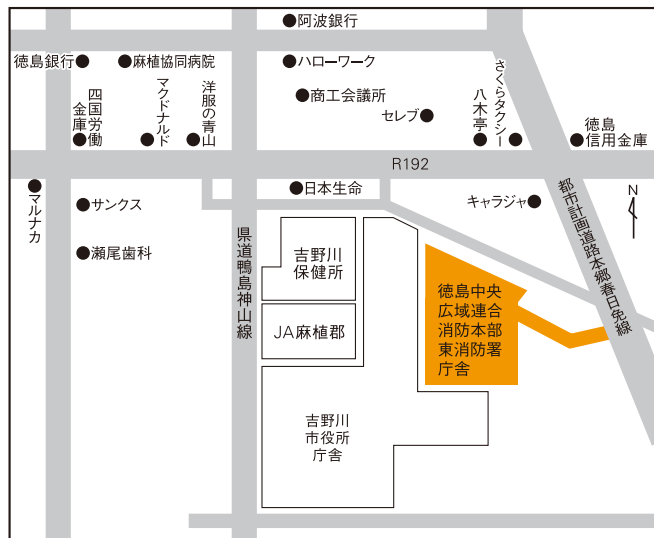 阿波銀行
徳島銀行
麻植協同病院
ハローワーク
さくらタクシー
四国労働
金庫
マクドナルド
洋服の青山
商工会議所
セレブ
八木亭
徳島
信用金庫
R192
マルナカ
サンクス
日本生命
キャラジャ
N
瀬尾歯科
県道鴨島神山線
都市計画道路本郷春日免線
吉野川
保健所
JA麻植郡
徳島中央
広域連合
消防本部
東消防署
庁舎
吉野川
市役所
庁舎